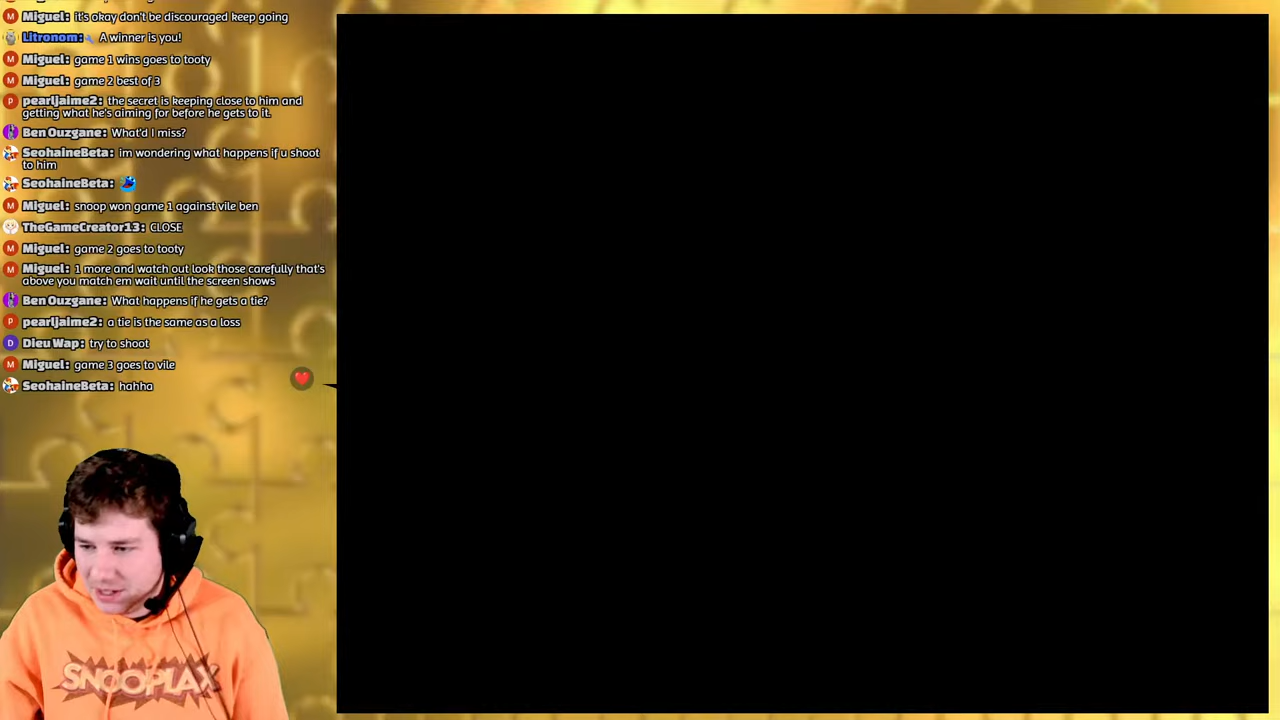 Miguel: it's okay don't be discouraged keep going
Litronom: A winner is you!
Miguel: game 1 wins goes to tooty
Miguel: game 2 best of 3
pearljaime2: the secret is keeping close to him and
getting what he's aiming for before he gets to it.
Ben Ouzgane: What'd I miss?
SeohaineBeta: im wondering what happens if u shoot
to him
SeohaineBeta:
Miguel: snoop won game 1 against vile ben
TheGameCreator13: CLOSE
Miguel: game 2 goes to tooty
Miguel: 1 more and watch out look those carefully that's
above you match em wait until the screen shows
Ben Ouzgane: What happens if he gets a tie?
pearljaime2: a tie is the same as a loss
Dieu Wap: try to shoot
Miguel: game 3 goes to vile
SeohaineBeta: hahha
SNOOPLAX